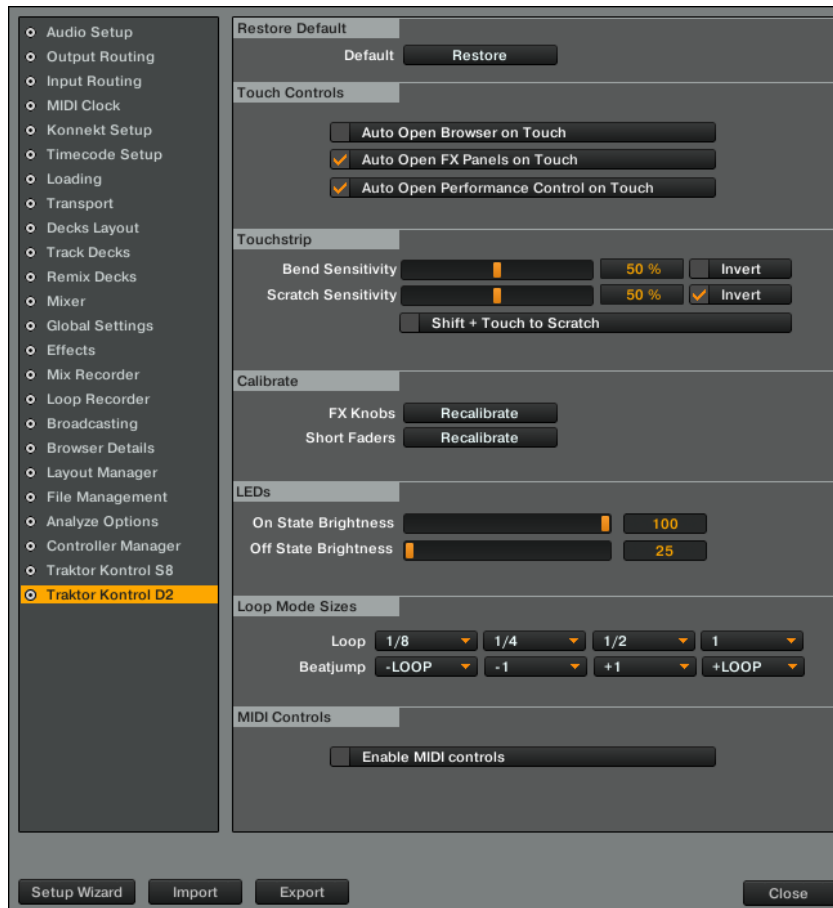 Audio Setup
Output Routing
Input Routing
MIDI Clock
Konnekt Setup
Timecode Setup
Loading
Transport
Decks Layout
Track Decks
Remix Decks
Mixer
Global Settings
Effects
Mix Recorder
Loop Recorder
Broadcasting
Browser Details
Layout Manager
File Management
Analyze Options
Controller Manager
Traktor Kontrol S8
Traktor Kontrol D2
Restore Default
Default Restore
Touch Controls
Auto Open Browser on Touch
Auto Open FX Panels on Touch
Auto Open Performance Control on Touch
Touchstrip
Bend Sensitivity 50 % Invert
Scratch Sensitivity 50 % Invert
Shift + Touch to Scratch
Calibrate
FX Knobs Recalibrate
Short Faders Recalibrate
LEDs
On State Brightness 100
Off State Brightness 25
Loop Mode Sizes
Loop 1/8 1/4 1/2 1
Beatjump -LOOP -1 +1 +LOOP
MIDI Controls
Enable MIDI controls
Setup Wizard Import Export Close